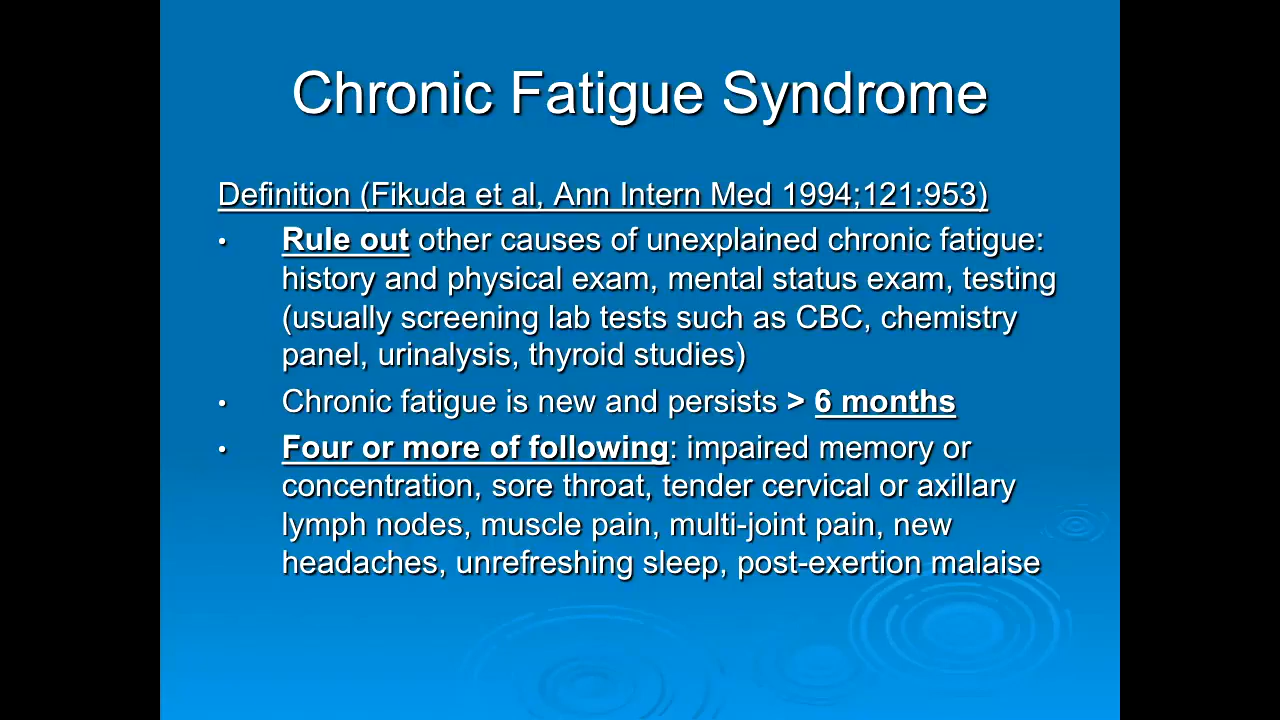 Chronic Fatigue Syndrome
Definition (Fikuda et al, Ann Intern Med 1994;121:953)
• Rule out other causes of unexplained chronic fatigue:
history and physical exam, mental status exam, testing
(usually screening lab tests such as CBC, chemistry
panel, urinalysis, thyroid studies)
• Chronic fatigue is new and persists > 6 months
• Four or more of following: impaired memory or
concentration, sore throat, tender cervical or axillary
lymph nodes, muscle pain, multi-joint pain, new
headaches, unrefreshing sleep, post-exertion malaise